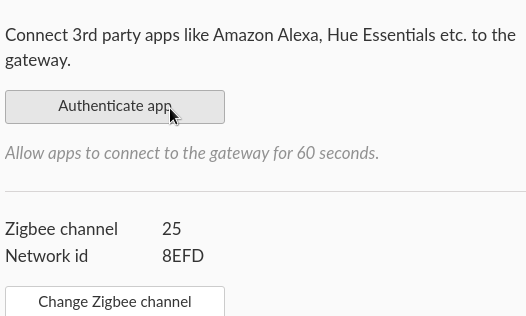 Connect 3rd party apps like Amazon Alexa, Hue Essentials etc. to the
gateway.
Authenticate app
Allow apps to connect to the gateway for 60 seconds.
Zigbee channel 25
Network id 8EFD
Change Zigbee channel